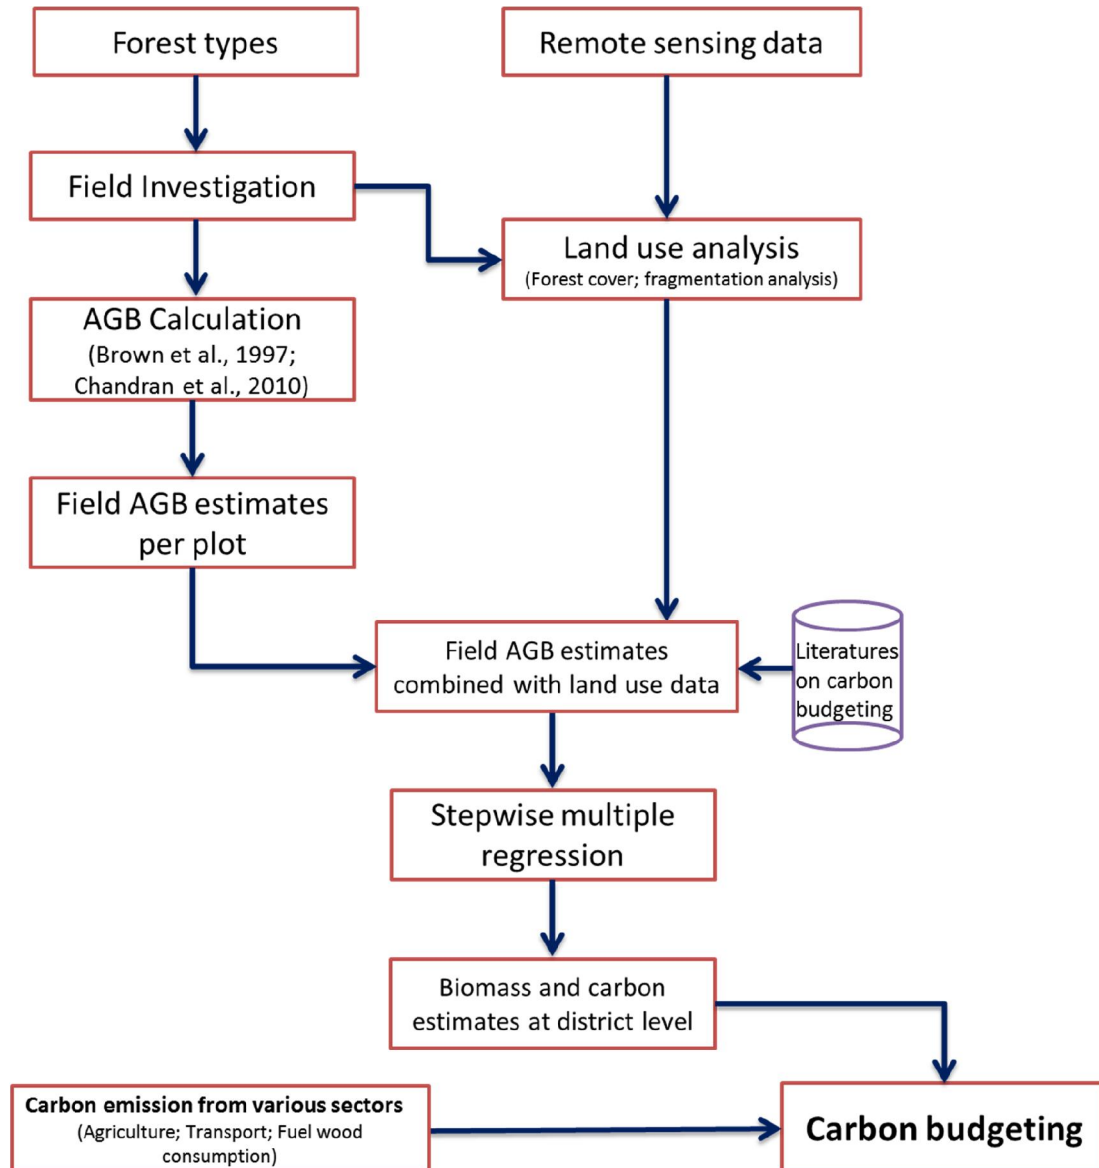 Forest types
Remote sensing data
Field Investigation
Land use analysis
(Forest cover; fragmentation analysis)
AGB Calculation
(Brown et al., 1997;
Chandran et al., 2010)
Field AGB estimates
per plot
Field AGB estimates
combined with land use data
Literatures
on carbon
budgeting
Stepwise multiple
regression
Biomass and carbon
estimates at district level
Carbon emission from various sectors
(Agriculture; Transport; Fuel wood
consumption)
Carbon budgeting